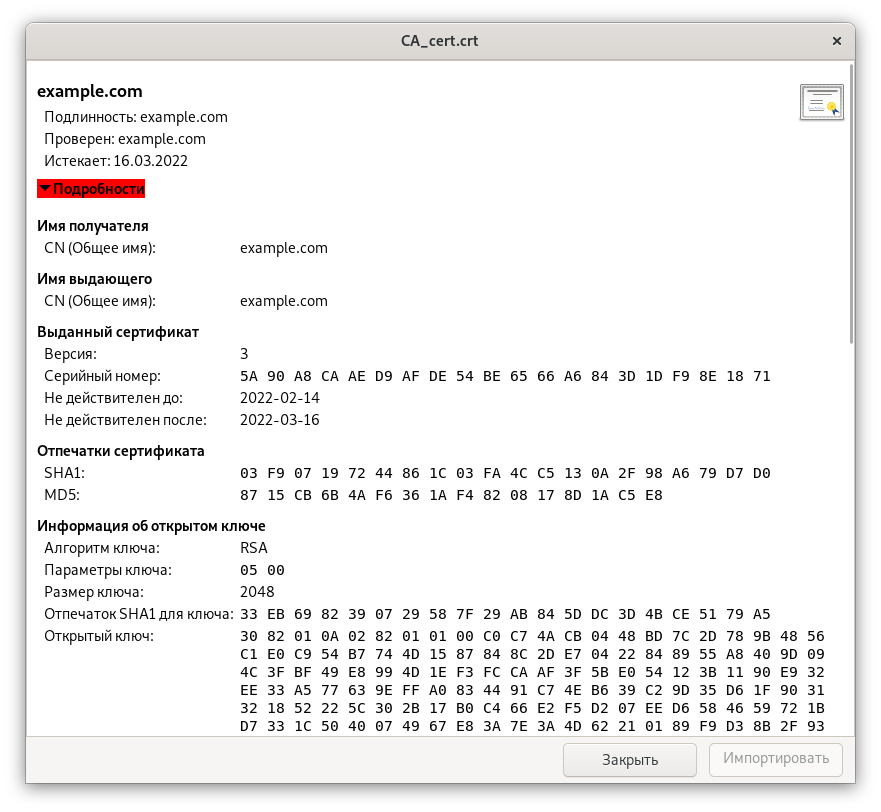 CA_cert.crt ×
example.com
Подлинность: example.com
Проверен: example.com
Истекает: 16.03.2022
Подробности
Имя получателя
CN (Общее имя): example.com
Имя выдающего
CN (Общее имя): example.com
Выданный сертификат
Версия: 3
Серийный номер: 5A 90 A8 CA AE D9 AF DE 54 BE 65 66 A6 84 3D 1D F9 8E 18 71
Не действителен до: 2022-02-14
Не действителен после: 2022-03-16
Отпечатки сертификата
SHA1: 03 F9 07 19 72 44 86 1C 03 FA 4C C5 13 0A 2F 98 A6 79 D7 D0
MD5: 87 15 CB 6B 4A F6 36 1A F4 82 08 17 8D 1A C5 E8
Информация об открытом ключе
Алгоритм ключа: RSA
Параметры ключа: 05 00
Размер ключа: 2048
Отпечаток SHA1 для ключа: 33 EB 69 82 39 07 29 58 7F 29 AB 84 5D DC 3D 4B CE 51 79 A5
Открытый ключ: 30 82 01 0A 02 82 01 01 00 C0 C7 4A CB 04 48 BD 7C 2D 78 9B 48 56
C1 E0 C9 54 B7 74 4D 15 87 84 8C 2D E7 04 22 84 89 55 A8 40 9D 09
4C 3F BF 49 E8 99 4D 1E F3 FC CA AF 3F 5B E0 54 12 3B 11 90 E9 32
EE 33 A5 77 63 9E FF A0 83 44 91 C7 4E B6 39 C2 9D 35 D6 1F 90 31
32 18 52 22 5C 30 2B 17 B0 C4 66 E2 F5 D2 07 EE D6 58 46 59 72 1B
D7 33 1C 50 40 07 49 67 E8 3A 7E 3A 4D 62 21 01 89 F9 D3 8B 2F 93
Закрыть Импортировать